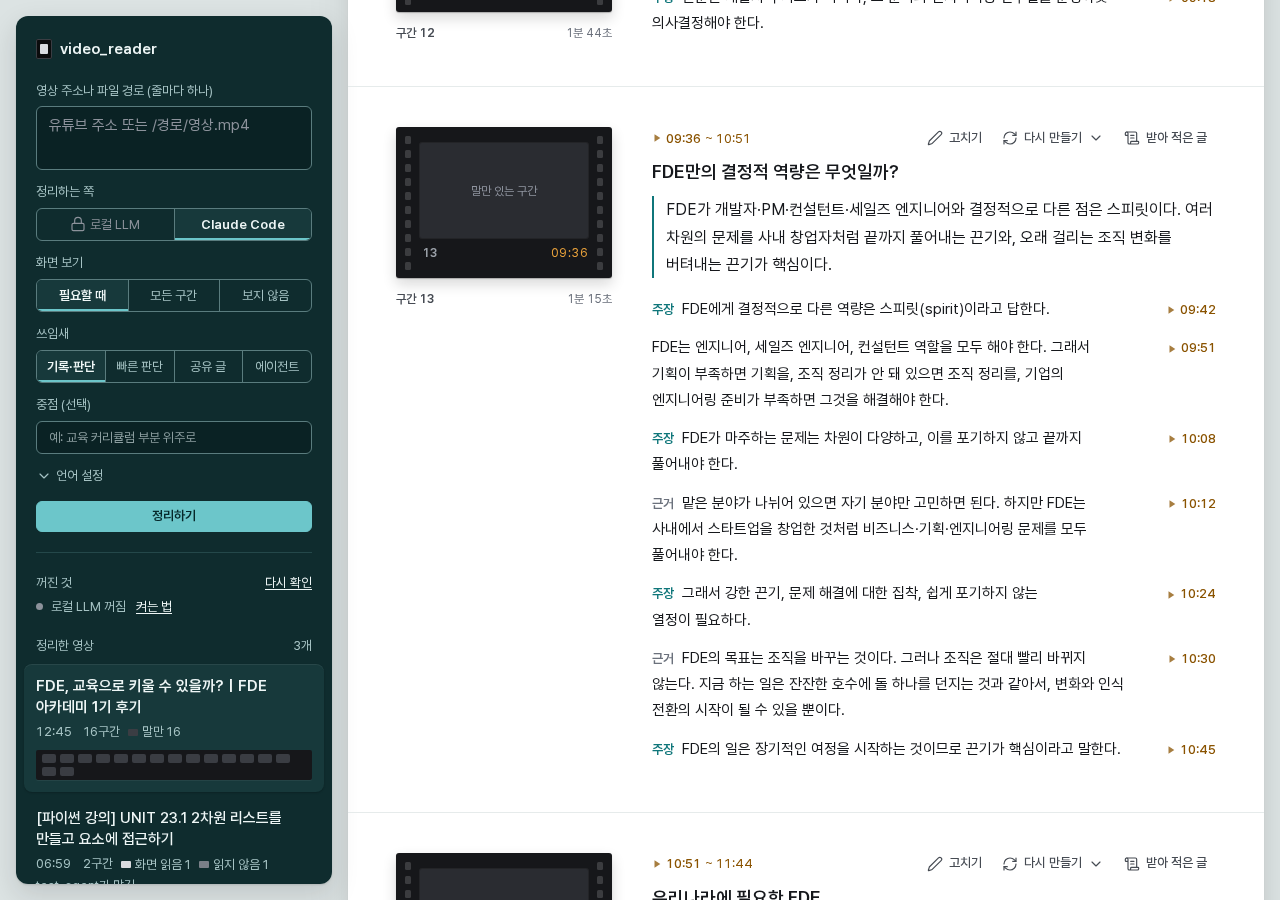 video_reader
영상 주소나 파일 경로 (줄마다 하나)
유튜브 주소 또는 /경로/영상.mp4
정리하는 쪽
로컬 LLM
Claude Code
화면 보기
필요할 때
모든 구간
보지 않음
쓰임새
기록·판단
빠른 판단
공유 글
에이전트
중점 (선택)
예: 교육 커리큘럼 부분 위주로
언어 설정
정리하기
꺼진 것
다시 확인
로컬 LLM 꺼짐 켜는 법
정리한 영상
3개
FDE, 교육으로 키울 수 있을까? | FDE
아카데미 1기 후기
12:45 16구간 말만 16
[파이썬 강의] UNIT 23.1 2차원 리스트를
만들고 요소에 접근하기
06:59 2구간 화면 읽음 1 읽지 않음 1
의사결정해야 한다.
구간 12
1분 44초
말만 있는 구간
13
09:36
구간 13
1분 15초
09:36 ~ 10:51
고치기
다시 만들기
받아 적은 글
FDE만의 결정적 역량은 무엇일까?
FDE가 개발자·PM·컨설턴트·세일즈 엔지니어와 결정적으로 다른 점은 스피릿이다. 여러
차원의 문제를 사내 창업자처럼 끝까지 풀어내는 끈기와, 오래 걸리는 조직 변화를
버텨내는 끈기가 핵심이다.
주장 FDE에게 결정적으로 다른 역량은 스피릿(spirit)이라고 답한다.
09:42
FDE는 엔지니어, 세일즈 엔지니어, 컨설턴트 역할을 모두 해야 한다. 그래서
09:51
기획이 부족하면 기획을, 조직 정리가 안 돼 있으면 조직 정리를, 기업의
엔지니어링 준비가 부족하면 그것을 해결해야 한다.
주장 FDE가 마주하는 문제는 차원이 다양하고, 이를 포기하지 않고 끝까지
10:08
풀어내야 한다.
근거 맡은 분야가 나뉘어 있으면 자기 분야만 고민하면 된다. 하지만 FDE는
10:12
사내에서 스타트업을 창업한 것처럼 비즈니스·기획·엔지니어링 문제를 모두
풀어내야 한다.
주장 그래서 강한 끈기, 문제 해결에 대한 집착, 쉽게 포기하지 않는
10:24
열정이 필요하다.
근거 FDE의 목표는 조직을 바꾸는 것이다. 그러나 조직은 절대 빨리 바뀌지
10:30
않는다. 지금 하는 일은 잔잔한 호수에 돌 하나를 던지는 것과 같아서, 변화와 인식
전환의 시작이 될 수 있을 뿐이다.
주장 FDE의 일은 장기적인 여정을 시작하는 것이므로 끈기가 핵심이라고 말한다.
10:45
10:51 ~ 11:44
고치기
다시 만들기
받아 적은 글
우리나라에 필요한 FDE